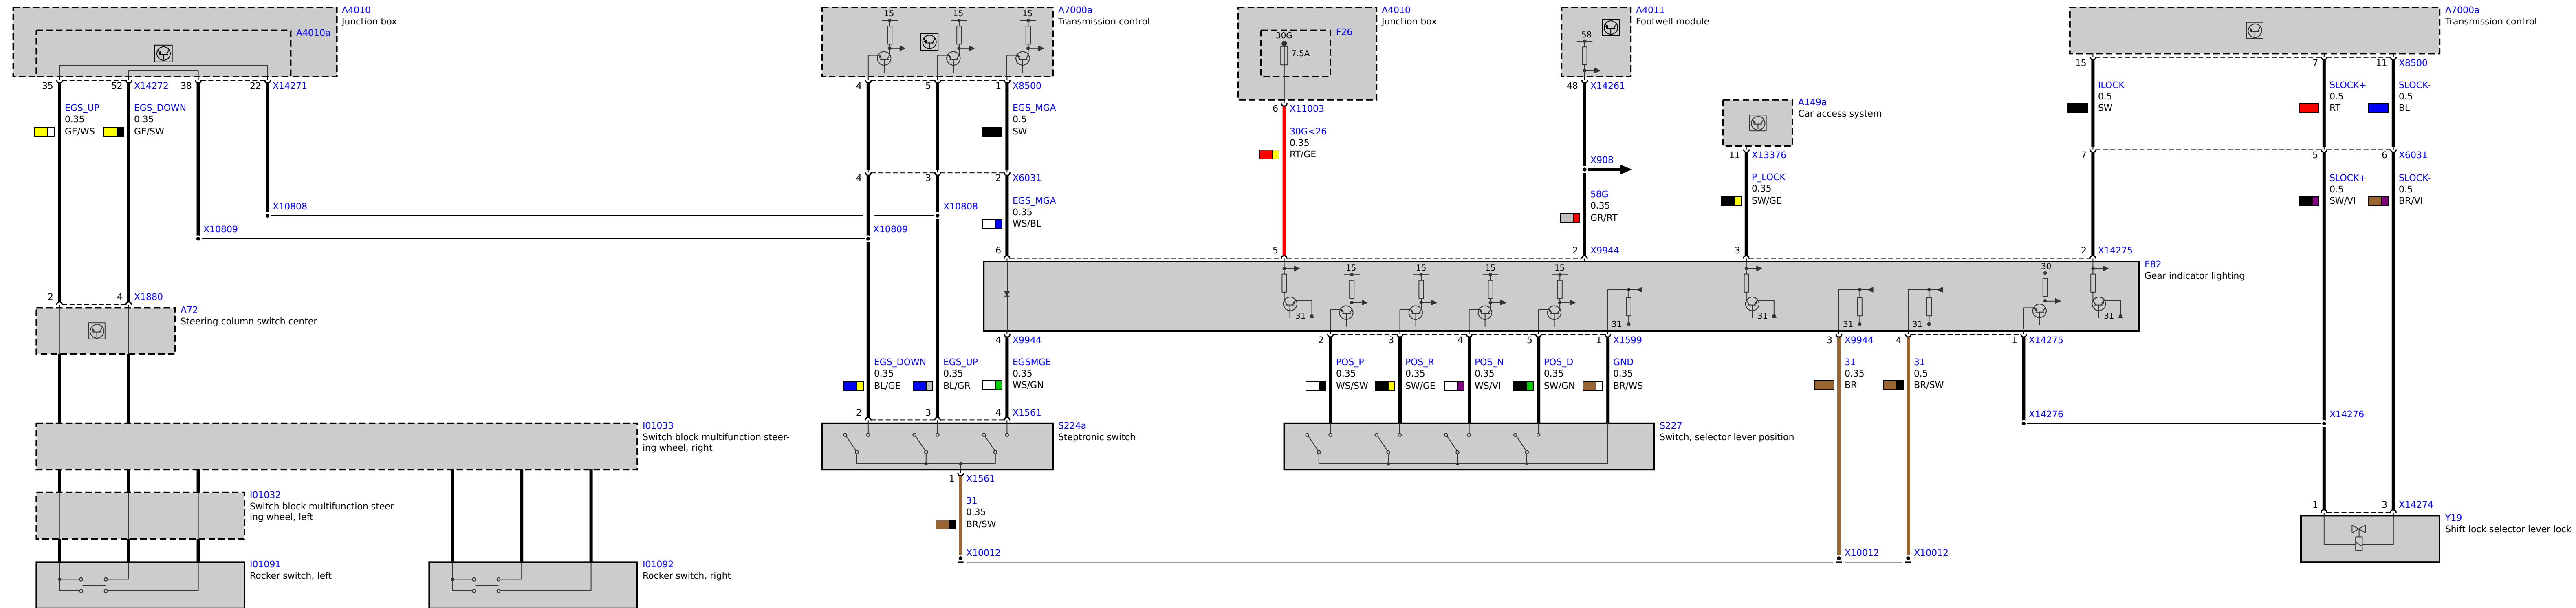 A4010
Junction box
A4010a
35
52
X14272
38
22
X14271
EGS_UP
0.35
GE/WS
EGS_DOWN
0.35
GE/SW
X10808
X10809
2
4
X1880
A72
Steering column switch center
I01033
Switch block multifunction steer-
ing wheel, right
I01032
Switch block multifunction steer-
ing wheel, left
I01091
Rocker switch, left
I01092
Rocker switch, right
A7000a
Transmission control
15
15
15
4
5
1
X8500
EGS_MGA
0.5
SW
4
3
2
X6031
EGS_MGA
0.35
WS/BL
X10808
X10809
6
4
X9944
EGS_DOWN
0.35
BL/GE
EGS_UP
0.35
BL/GR
EGSMGE
0.35
WS/GN
2
3
4
X1561
S224a
Steptronic switch
1
X1561
31
0.35
BR/SW
X10012
A4010
Junction box
F26
30G
7.5A
6
X11003
30G<26
0.35
RT/GE
5
A4011
Footwell module
58
48
X14261
X908
58G
0.35
GR/RT
2
X9944
A149a
Car access system
11
X13376
P_LOCK
0.35
SW/GE
3
A7000a
Transmission control
15
7
11
X8500
ILOCK
0.5
SW
SLOCK+
0.5
RT
SLOCK-
0.5
BL
7
5
6
X6031
SLOCK+
0.5
SW/VI
SLOCK-
0.5
BR/VI
2
X14275
E82
Gear indicator lighting
31
15
15
15
15
31
31
31
31
30
31
2
3
4
5
1
X1599
POS_P
0.35
WS/SW
POS_R
0.35
SW/GE
POS_N
0.35
WS/VI
POS_D
0.35
SW/GN
GND
0.35
BR/WS
S227
Switch, selector lever position
3
X9944
4
1
X14275
31
0.35
BR
31
0.5
BR/SW
X14276
X14276
X10012
X10012
1
3
X14274
Y19
Shift lock selector lever lock